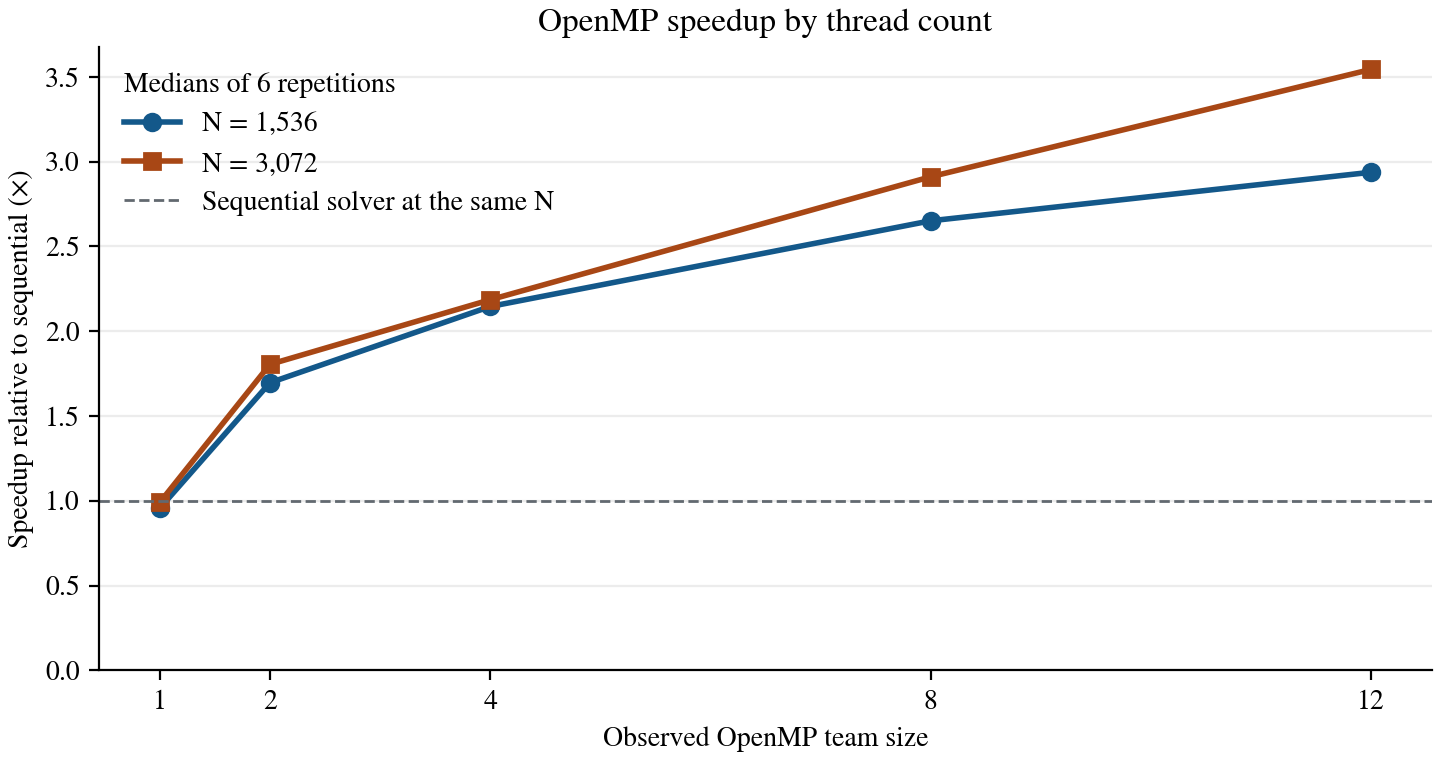 OpenMP speedup by thread count
Medians of 6 repetitions
N = 1,536
N = 3,072
Sequential solver at the same N
Speedup relative to sequential (×)
3.5
3.0
2.5
2.0
1.5
1.0
0.5
0.0
1 2 4 8 12
Observed OpenMP team size